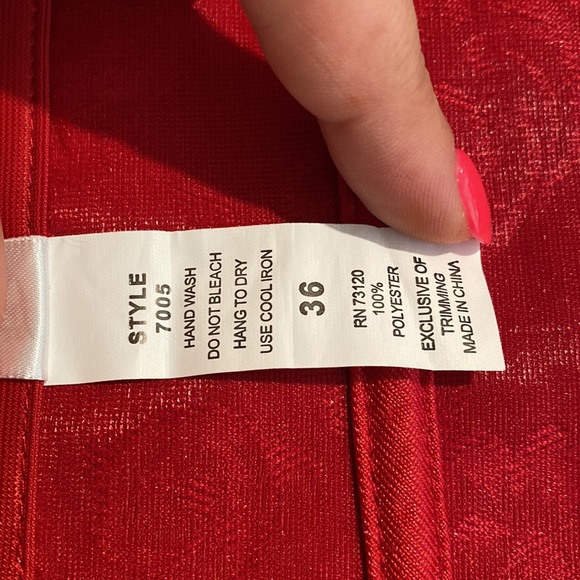 STYLE
7005
HAND WASH
DO NOT BLEACH
HANG TO DRY
USE COOL IRON
36
RN 73120
100%
POLYESTER
EXCLUSIVE OF
TRIMMING
MADE IN CHINA